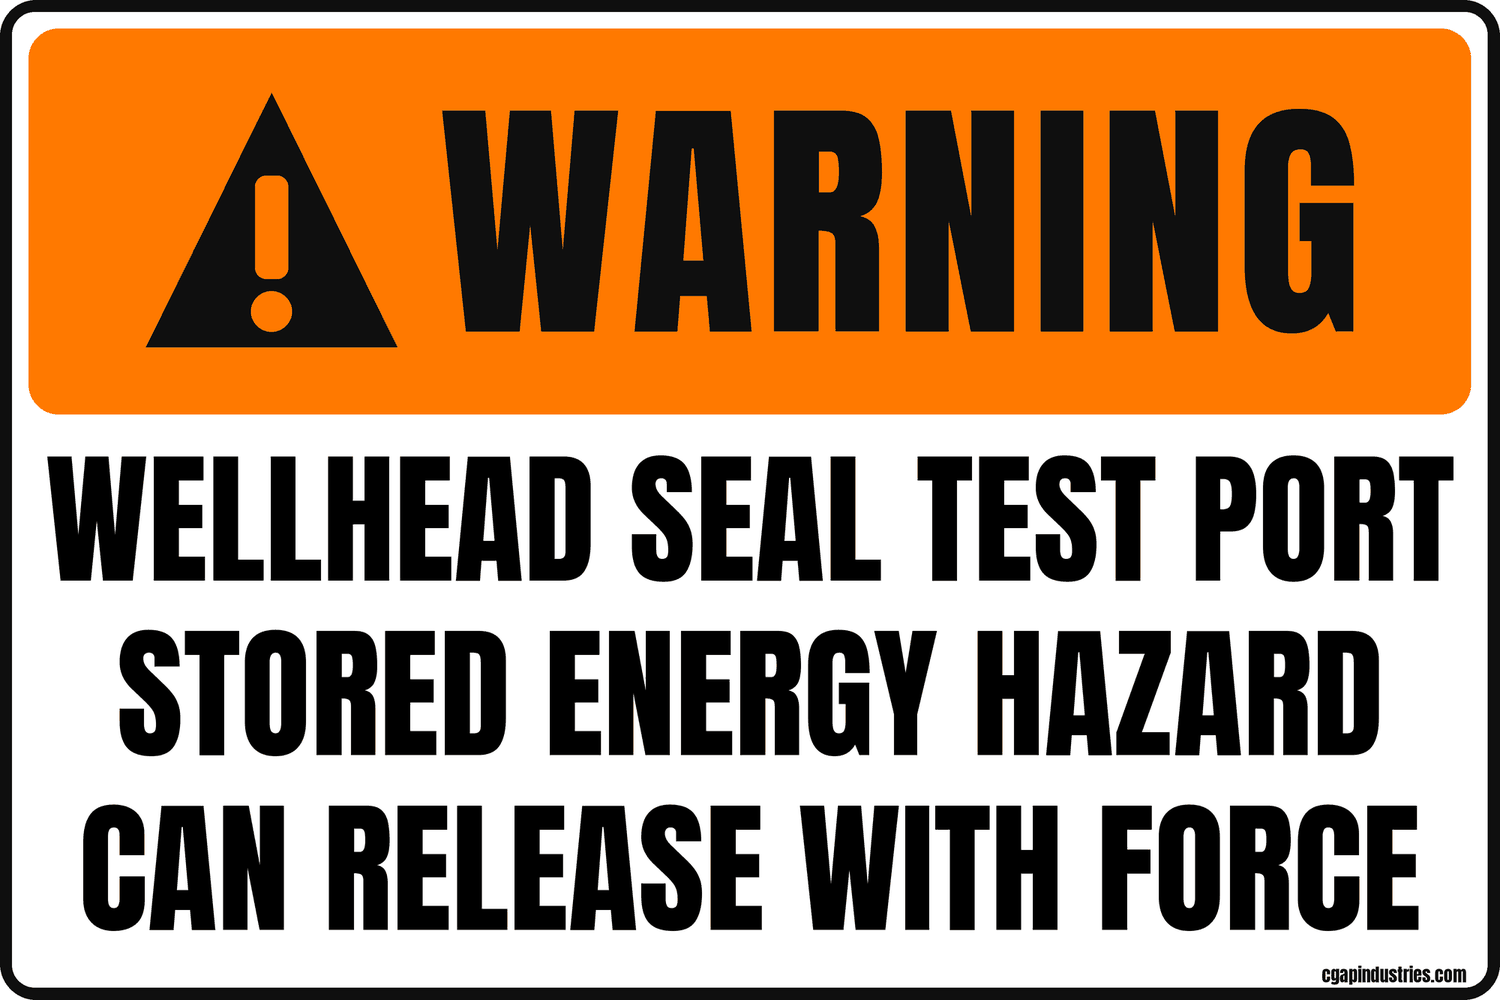 WARNING
WELLHEAD SEAL TEST PORT
STORED ENERGY HAZARD
CAN RELEASE WITH FORCE
cgapindustries.com